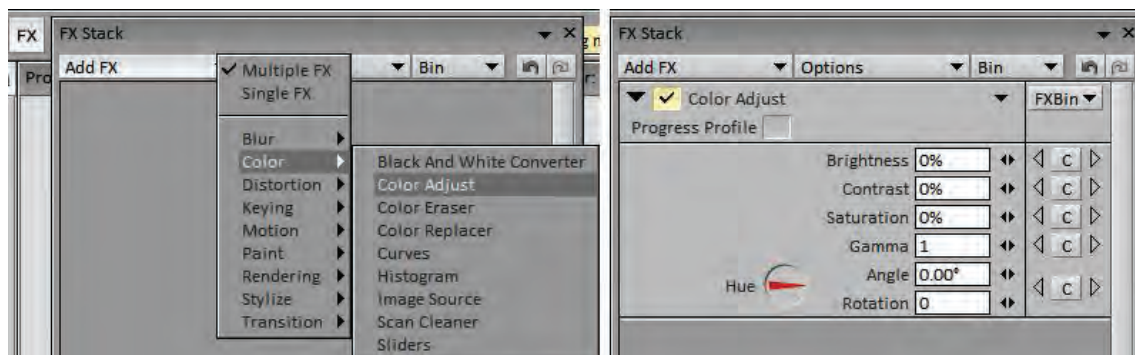 FX
FX Stack
Add FX
Bin
Pro
Multiple FX
Single FX
Blur
Color
Distortion
Keying
Motion
Paint
Rendering
Stylize
Transition
Black And White Converter
Color Adjust
Color Eraser
Color Replacer
Curves
Histogram
Image Source
Scan Cleaner
Sliders
FX Stack
Add FX Options Bin
Color Adjust FXBin
Progress Profile
Brightness 0% C
Contrast 0% C
Saturation 0% C
Gamma 1 C
Hue Angle 0.00° C
Rotation 0